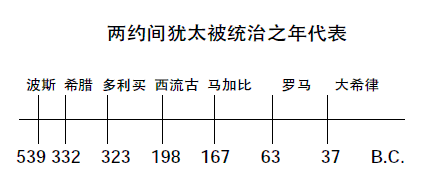 两约间犹太被统治之年代表
波斯 希腊 多利买 西流古 马加比 罗马 大希律
539 332 323 198 167 63 37 B.C.